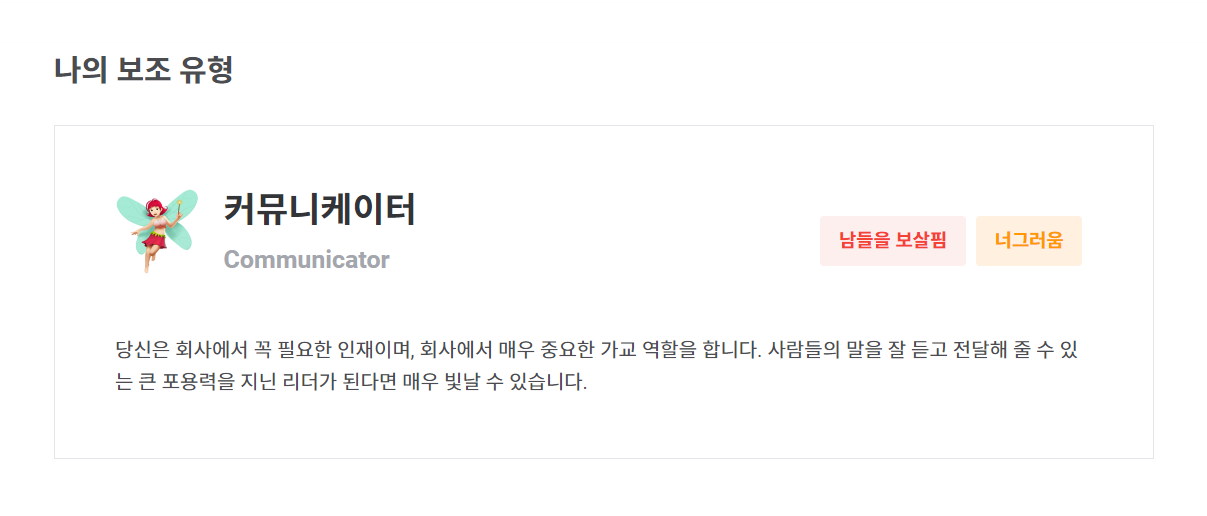 나의 보조 유형
커뮤니케이터
Communicator
남들을 보살핌
너그러움
당신은 회사에서 꼭 필요한 인재이며, 회사에서 매우 중요한 가교 역할을 합니다. 사람들의 말을 잘 듣고 전달해 줄 수 있
는 큰 포용력을 지닌 리더가 된다면 매우 빛날 수 있습니다.